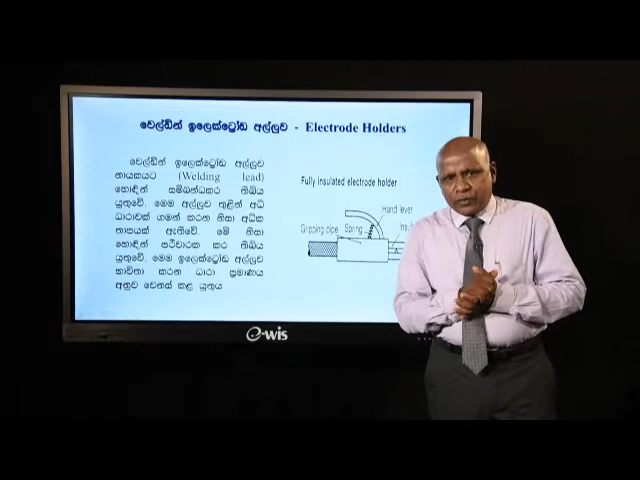 වෙල්ඩින් ඉලෙක්ට්‍රෝඩ අල්ලුව - Electrode Holders
වෙල්ඩින් ඉලෙක්ට්‍රෝඩ අල්ලුව
නායකයට (Welding lead)
හොඳින් සම්බන්ධකර තිබිය
යුතුවේ. මෙම අල්ලුව තුළින් අධි
ධාරාවක් ගමන් කරන නිසා අධික
තාපයක් ඇතිවේ. මේ නිසා
හොඳින් පරිවාරක කර තිබිය
යුතුවේ. මෙම ඉලෙක්ට්‍රෝඩ අල්ලුව
භාවිතා කරන ධාරා ප්‍රමාණය
අනුව වෙනස් කළ යුතුය
Fully insulated electrode holder
Hand lever
Gripping pipe Spring
e-wis